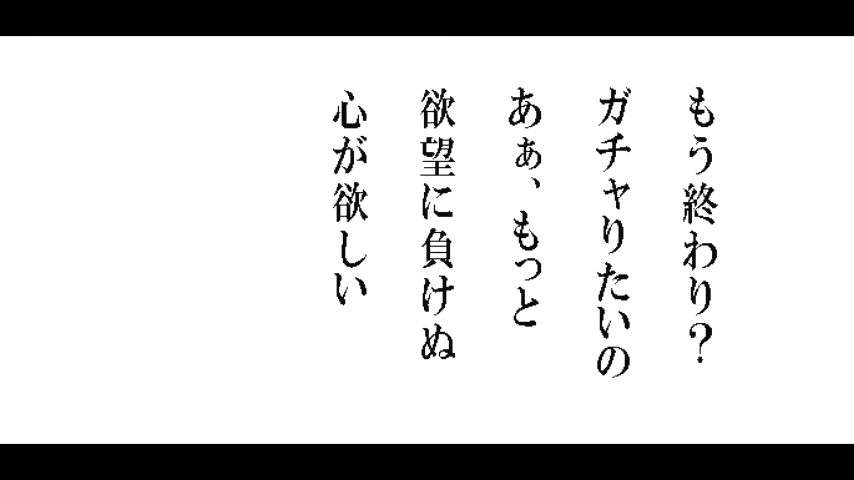 もう終わり?
ガチャりたいの
あぁ、もっと
欲望に負けぬ
心が欲しい